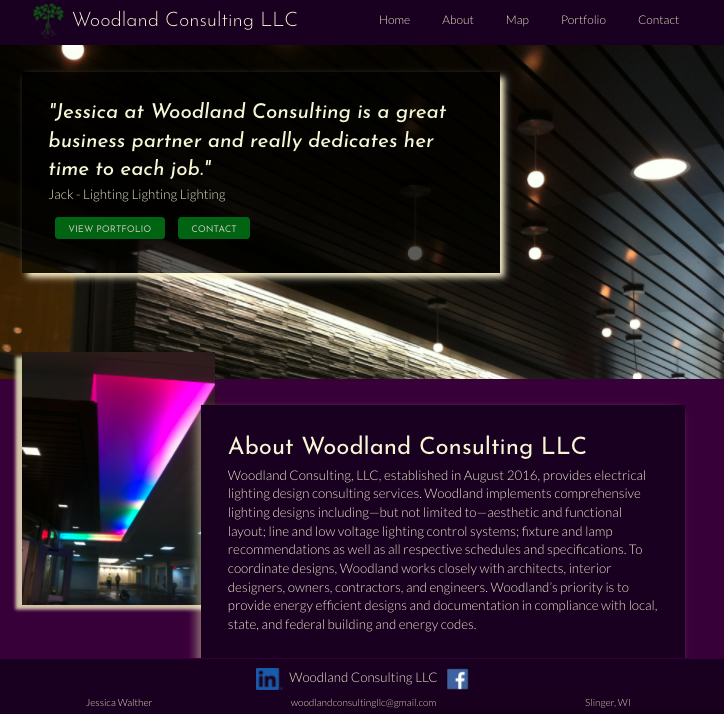 Woodland Consulting LLC
Home About Map Portfolio Contact
"Jessica at Woodland Consulting is a great
business partner and really dedicates her
time to each job."
Jack - Lighting Lighting Lighting
VIEW PORTFOLIO CONTACT
About Woodland Consulting LLC
Woodland Consulting, LLC, established in August 2016, provides electrical
lighting design consulting services. Woodland implements comprehensive
lighting designs including—but not limited to—aesthetic and functional
layout; line and low voltage lighting control systems; fixture and lamp
recommendations as well as all respective schedules and specifications. To
coordinate designs, Woodland works closely with architects, interior
designers, owners, contractors, and engineers. Woodland's priority is to
provide energy efficient designs and documentation in compliance with local,
state, and federal building and energy codes.
in Woodland Consulting LLC f
Jessica Walther woodlandconsultingllc@gmail.com Slinger, WI